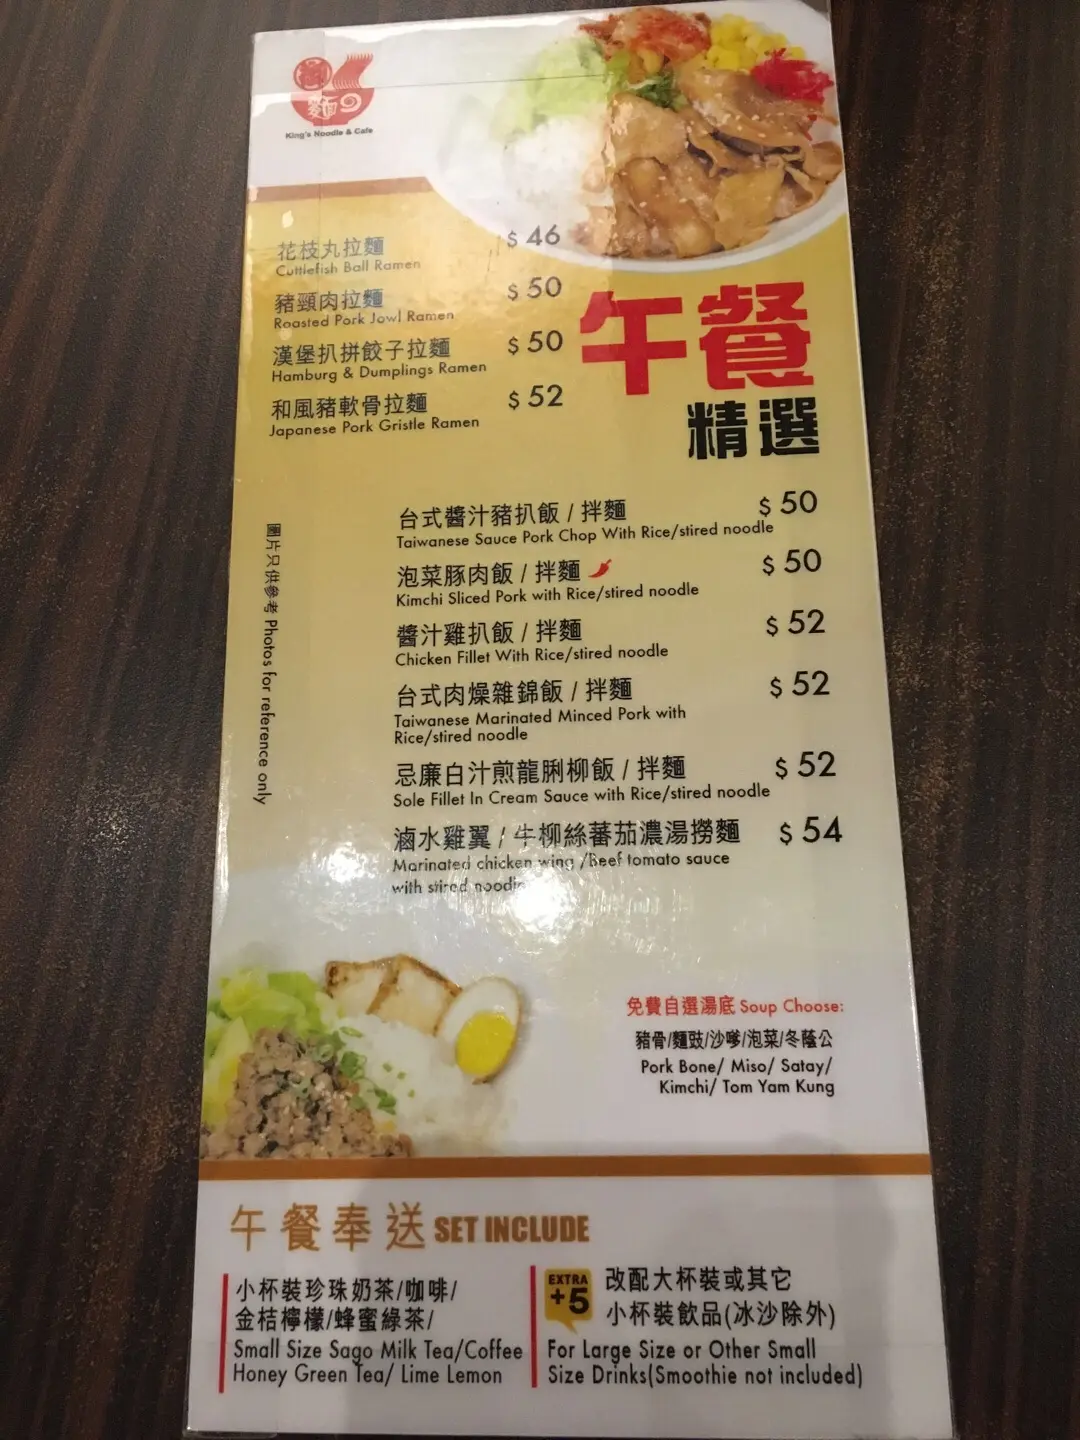 瀏
麵の
King's Noodle & Cafe
花枝丸拉麵 $ 46
Cuttlefish Ball Ramen
豬頸肉拉麵 $ 50
Roasted Pork Jowl Ramen
漢堡扒拼餃子拉麵 $ 50
Hamburg & Dumplings Ramen
和風豬軟骨拉麵 $ 52
Japanese Pork Gristle Ramen
午餐
精選
台式醬汁豬扒飯 / 拌麵 $ 50
Taiwanese Sauce Pork Chop With Rice/stired noodle
泡菜豚肉飯 / 拌麵 $ 50
Kimchi Sliced Pork with Rice/stired noodle
醬汁雞扒飯 / 拌麵 $ 52
Chicken Fillet With Rice/stired noodle
台式肉燥雜錦飯 / 拌麵 $ 52
Taiwanese Marinated Minced Pork with
Rice/stired noodle
忌廉白汁煎龍脷柳飯 / 拌麵 $ 52
Sole Fillet In Cream Sauce with Rice/stired noodle
滷水雞翼 / 牛柳絲蕃茄濃湯撈麵 $ 54
Marinated chicken wing /Beef tomato sauce
with stired noodle
圖片只供參考 Photos for reference only
免費自選湯底 Soup Choose:
豬骨/麵豉/沙嗲/泡菜/冬蔭公
Pork Bone/ Miso/ Satay/
Kimchi/ Tom Yam Kung
午餐奉送 SET INCLUDE
小杯裝珍珠奶茶/咖啡/
金桔檸檬/蜂蜜綠茶/
Small Size Sago Milk Tea/Coffee
Honey Green Tea/ Lime Lemon
EXTRA
+5
改配大杯裝或其它
小杯裝飲品(冰沙除外)
For Large Size or Other Small
Size Drinks(Smoothie not included)